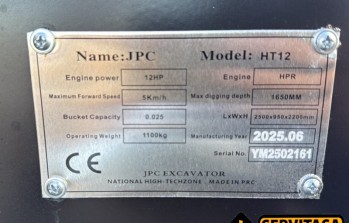 Name:JPC Model: HT12
Engine power 12HP Engine HPR
Maximum Forward Speed 5Km/h Max digging depth 1650MM
Bucket Capacity 0.025 LxWxH 2500x930x2200mm
Operating Weight 1100kg Manufacturing Year 2025.06
Serial No. YM2502161
CE
JPC EXCAVATOR
NATIONAL HIGH-TECHZONE , MADE IN PRC
SERVITAGA